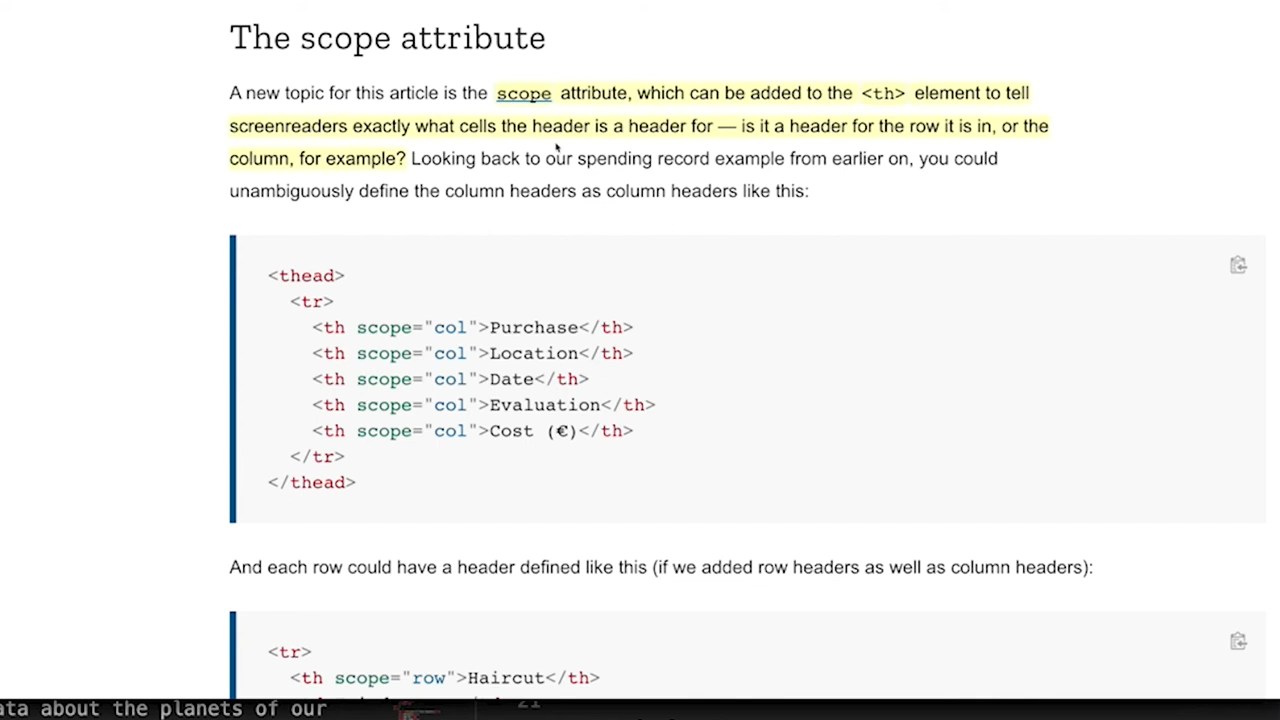 The scope attribute
A new topic for this article is the scope attribute, which can be added to the <th> element to tell
screenreaders exactly what cells the header is a header for — is it a header for the row it is in, or the
column, for example? Looking back to our spending record example from earlier on, you could
unambiguously define the column headers as column headers like this:
<thead>
<tr>
<th scope="col">Purchase</th>
<th scope="col">Location</th>
<th scope="col">Date</th>
<th scope="col">Evaluation</th>
<th scope="col">Cost (€)</th>
</tr>
</thead>
And each row could have a header defined like this (if we added row headers as well as column headers):
<tr>
<th scope="row">Haircut</th>
ata about the planets of our